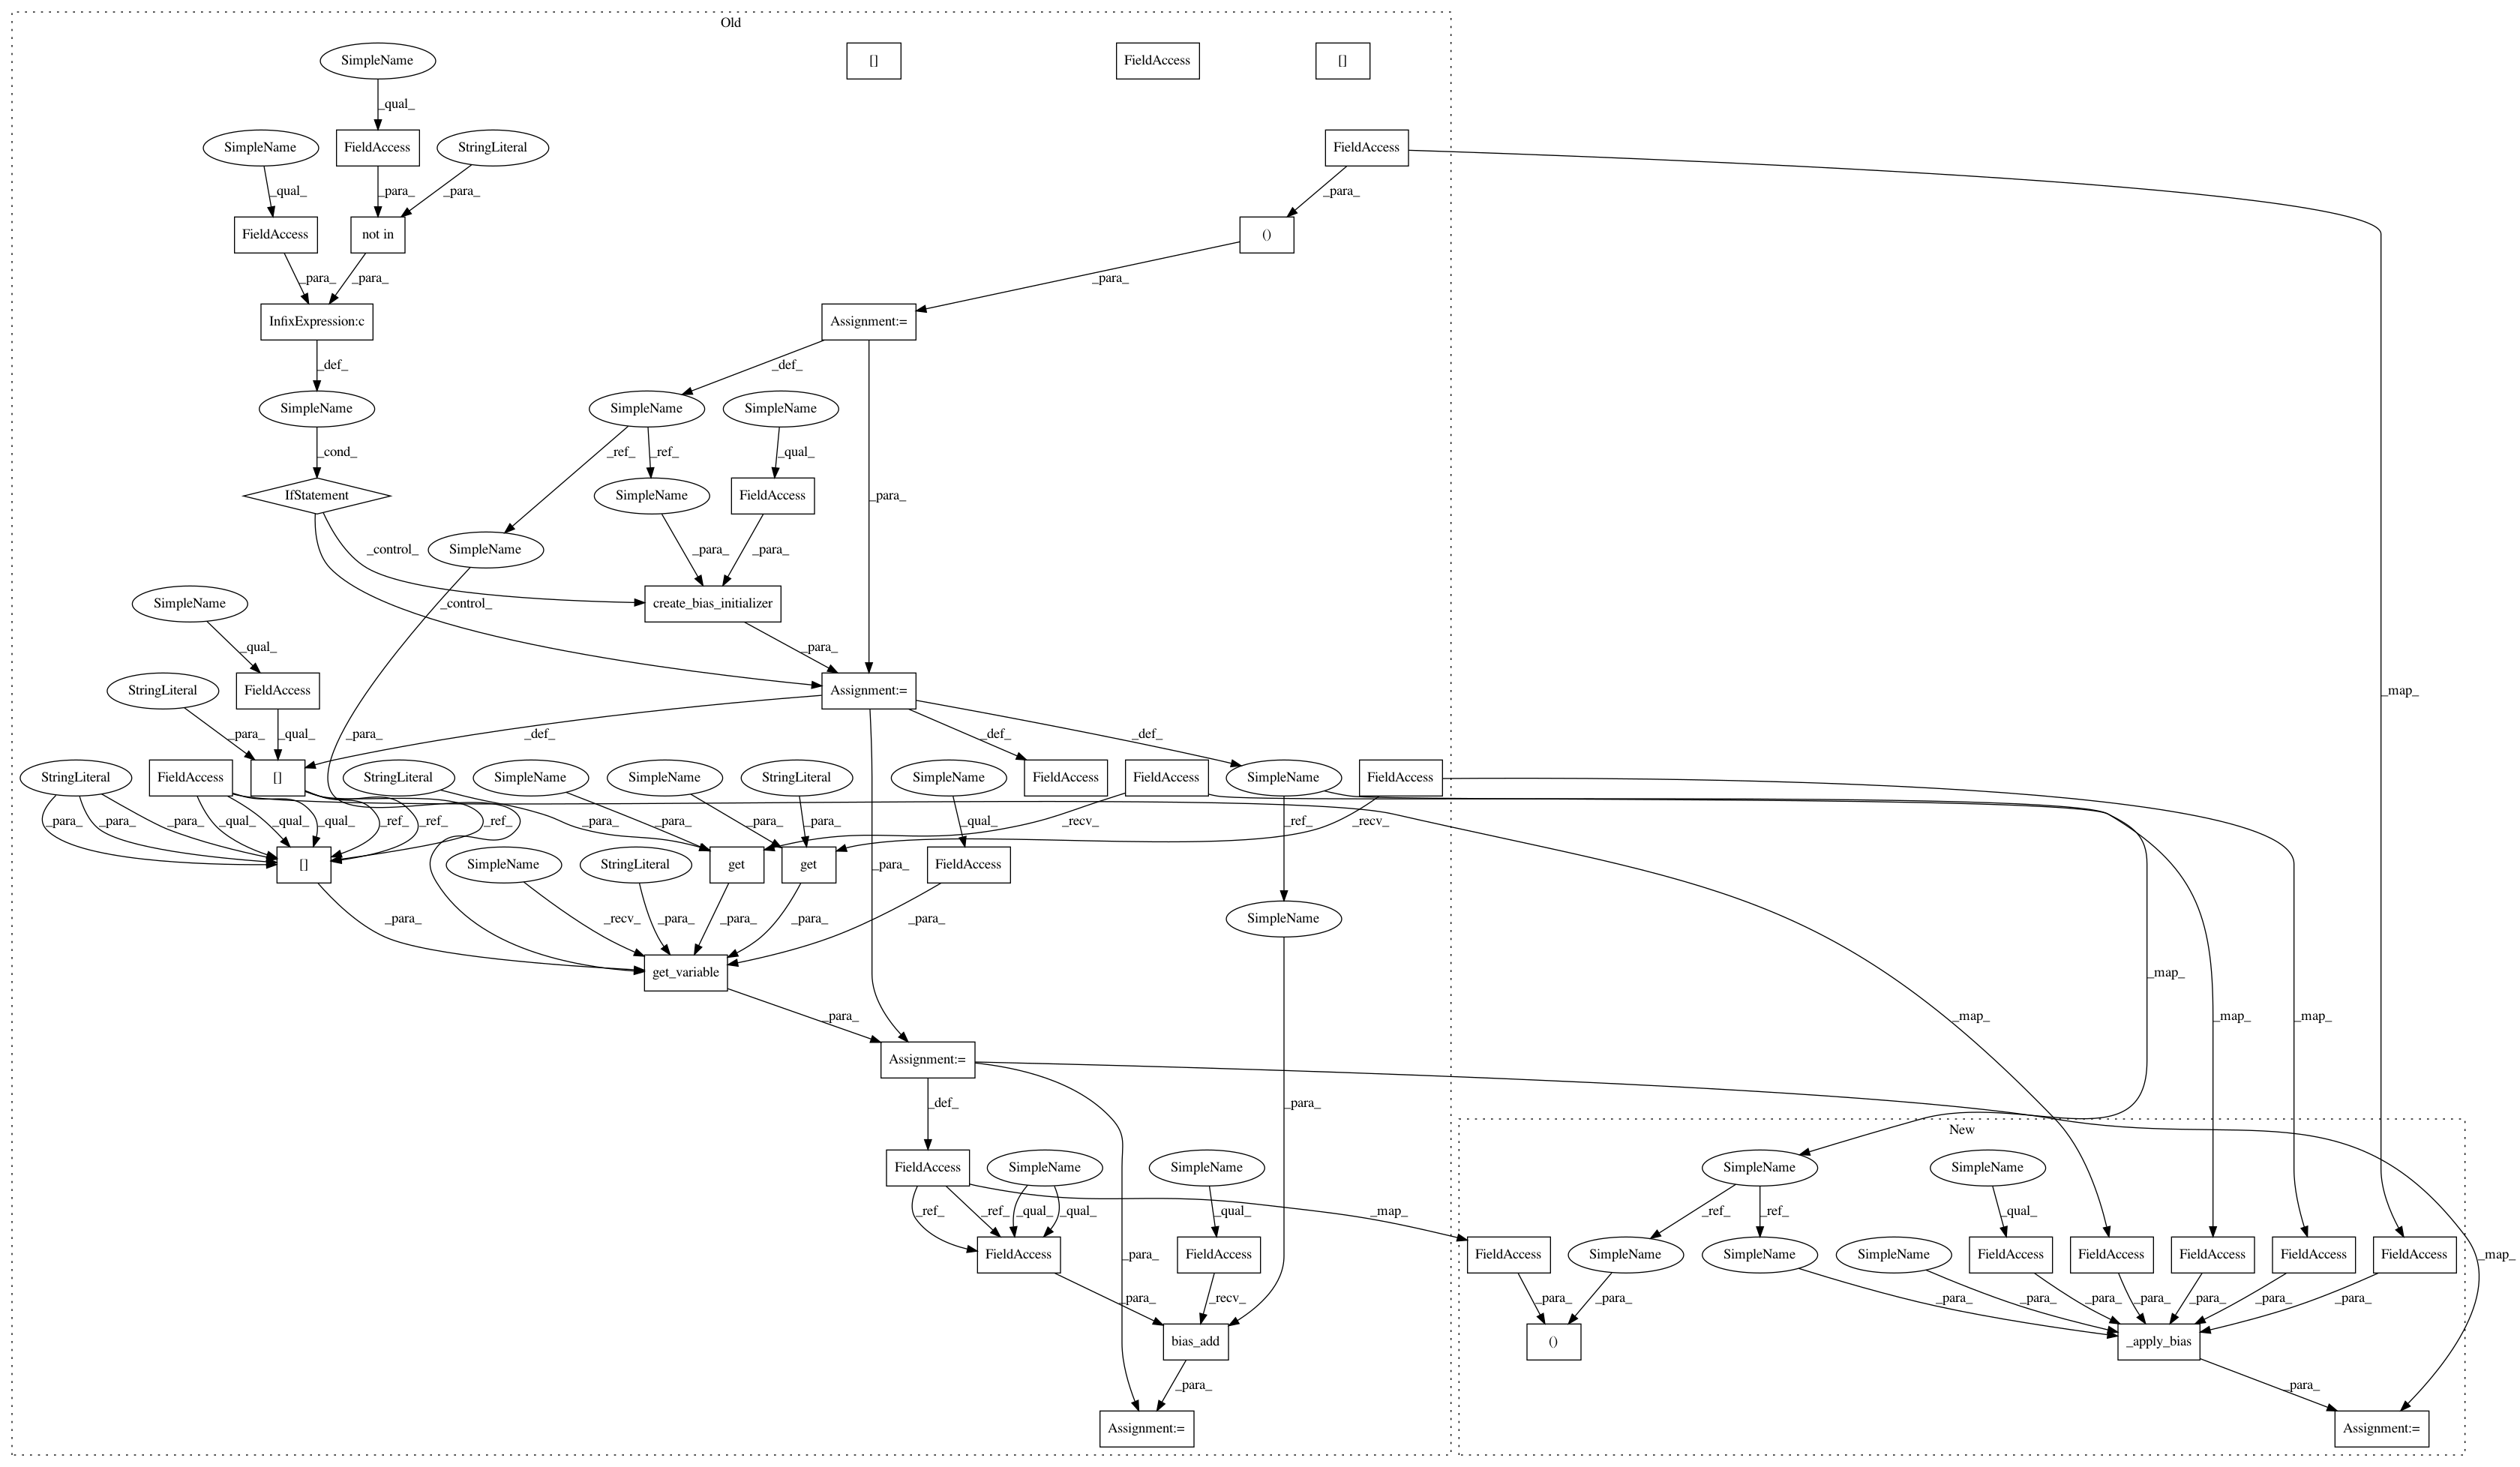 Old
SimpleName
[]
FieldAccess
[]
_qual_
SimpleName
FieldAccess
StringLiteral
FieldAccess
_qual_
_para_
_para_
_para_
FieldAccess
not in
()
_para_
_para_
_para_
InfixExpression:c
Assignment:=
_def_
_def_
SimpleName
SimpleName
SimpleName
_cond_
_ref_
_ref_
_qual_
IfStatement
SimpleName
FieldAccess
_para_
SimpleName
_control_
_para_
_para_
SimpleName
create_bias_initializer
_control_
_qual_
_para_
StringLiteral
FieldAccess
Assignment:=
_map_
_para_
_qual_
_para_
_def_
_def_
_def_
StringLiteral
FieldAccess
[]
StringLiteral
SimpleName
SimpleName
StringLiteral
SimpleName
FieldAccess
FieldAccess
SimpleName
FieldAccess
_para_
_para_
_para_
_qual_
_qual_
_qual_
_ref_
_ref_
_ref_
_para_
_para_
_para_
_para_
_qual_
_recv_
_ref_
_recv_
[]
SimpleName
StringLiteral
get
get
_para_
FieldAccess
_para_
_recv_
_para_
_para_
_para_
_para_
SimpleName
get_variable
_map_
_para_
_map_
_map_
_map_
Assignment:=
_def_
_para_
New
FieldAccess
SimpleName
SimpleName
SimpleName
SimpleName
_ref_
_ref_
_qual_
_qual_
_qual_
_map_
_ref_
_ref_
_qual_
FieldAccess
FieldAccess
_para_
FieldAccess
SimpleName
SimpleName
SimpleName
FieldAccess
FieldAccess
FieldAccess
FieldAccess
FieldAccess
_map_
_para_
_recv_
_para_
_para_
_para_
_para_
_para_
_para_
_para_
_para_
_para_
bias_add
()
_apply_bias
_para_
_para_
Assignment:=
Assignment:=